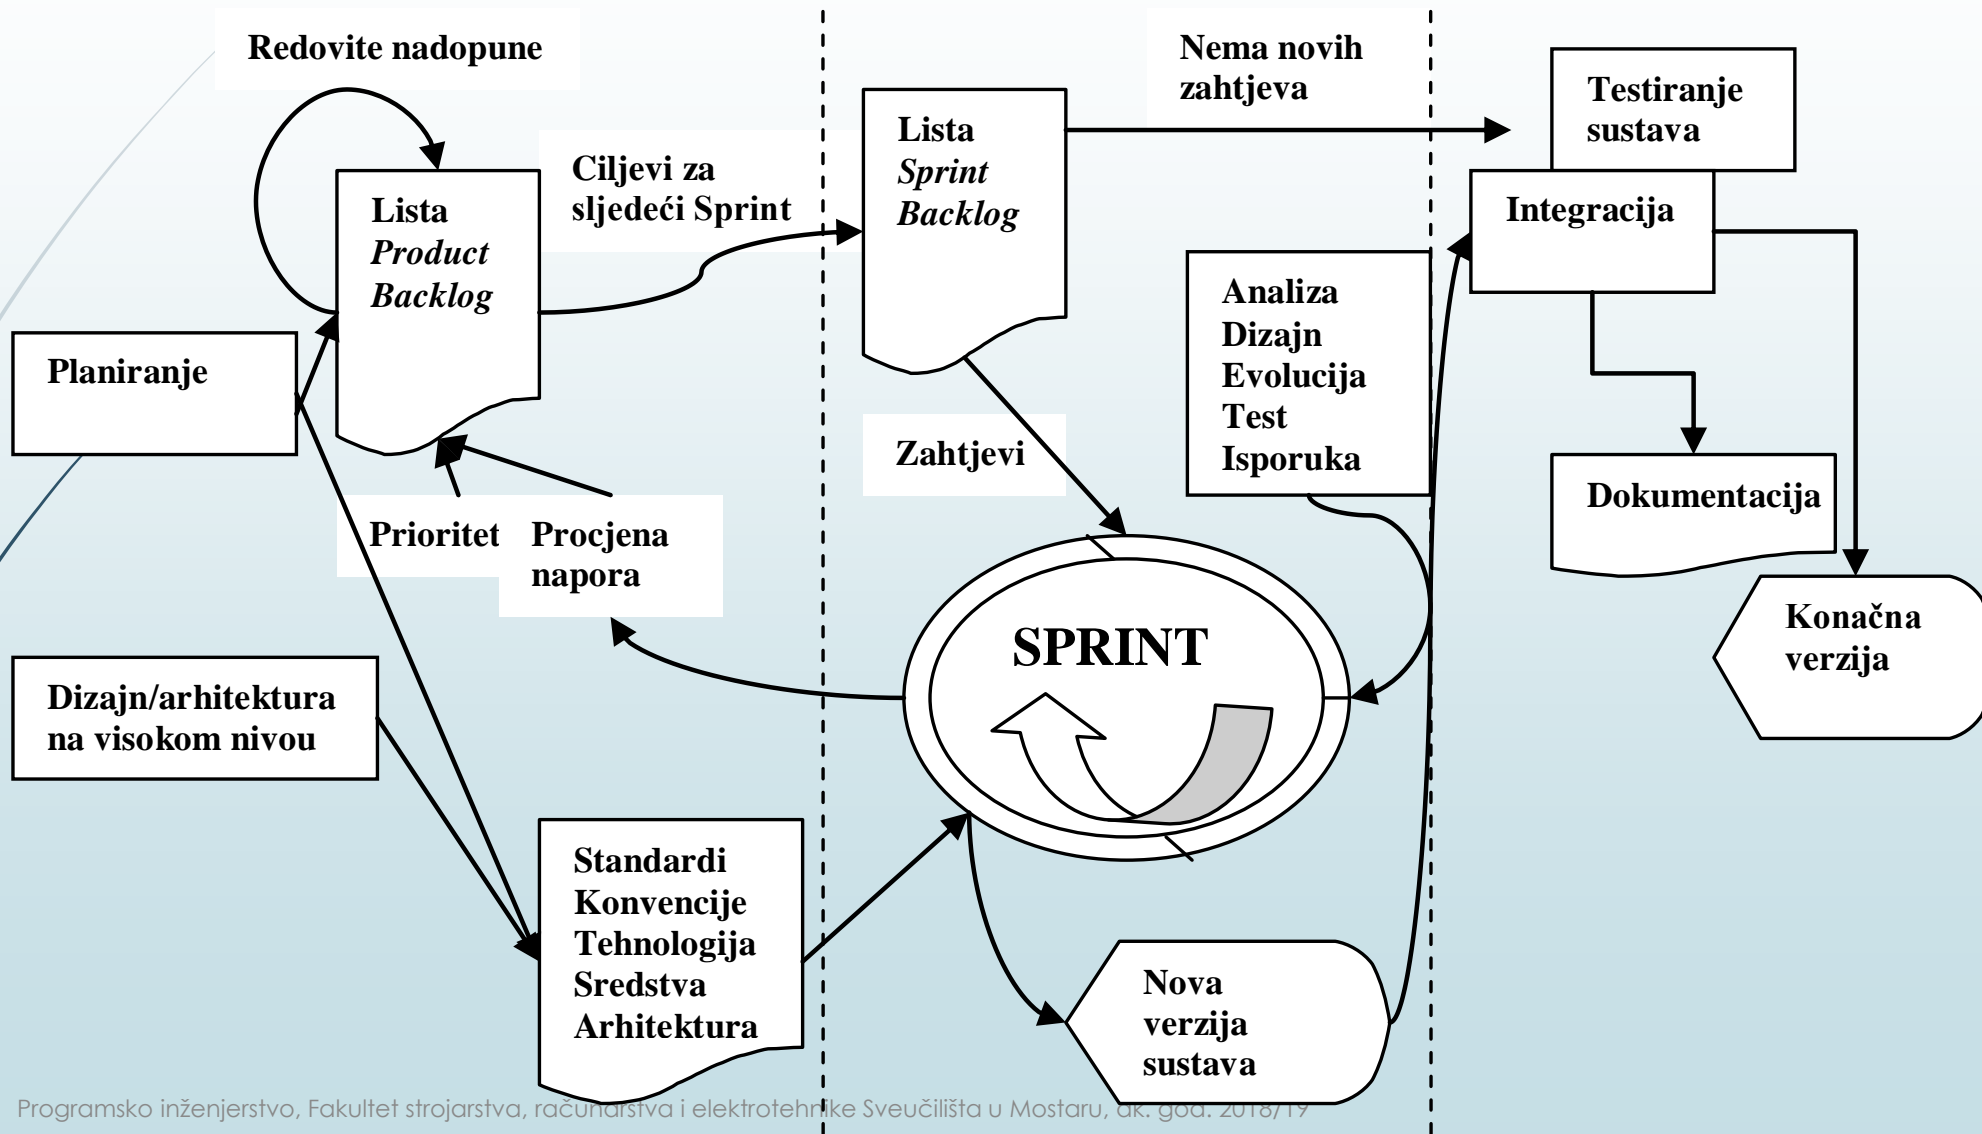 Redovite nadopune
Nema novih
zahtjeva
Testiranje
sustava
Lista
Product
Backlog
Ciljevi za
sljedeći Sprint
Lista
Sprint
Backlog
Integracija
Analiza
Dizajn
Evolucija
Test
Isporuka
Planiranje
Zahtjevi
Dokumentacija
Prioritet
Procjena
napora
SPRINT
Konačna
verzija
Dizajn/arhitektura
na visokom nivou
Standardi
Konvencije
Tehnologija
Sredstva
Arhitektura
Nova
verzija
sustava
Programsko inženjerstvo, Fakultet strojarstva, računarstva i elektrotehnike Sveučilišta u Mostaru, ak. god. 2018/19